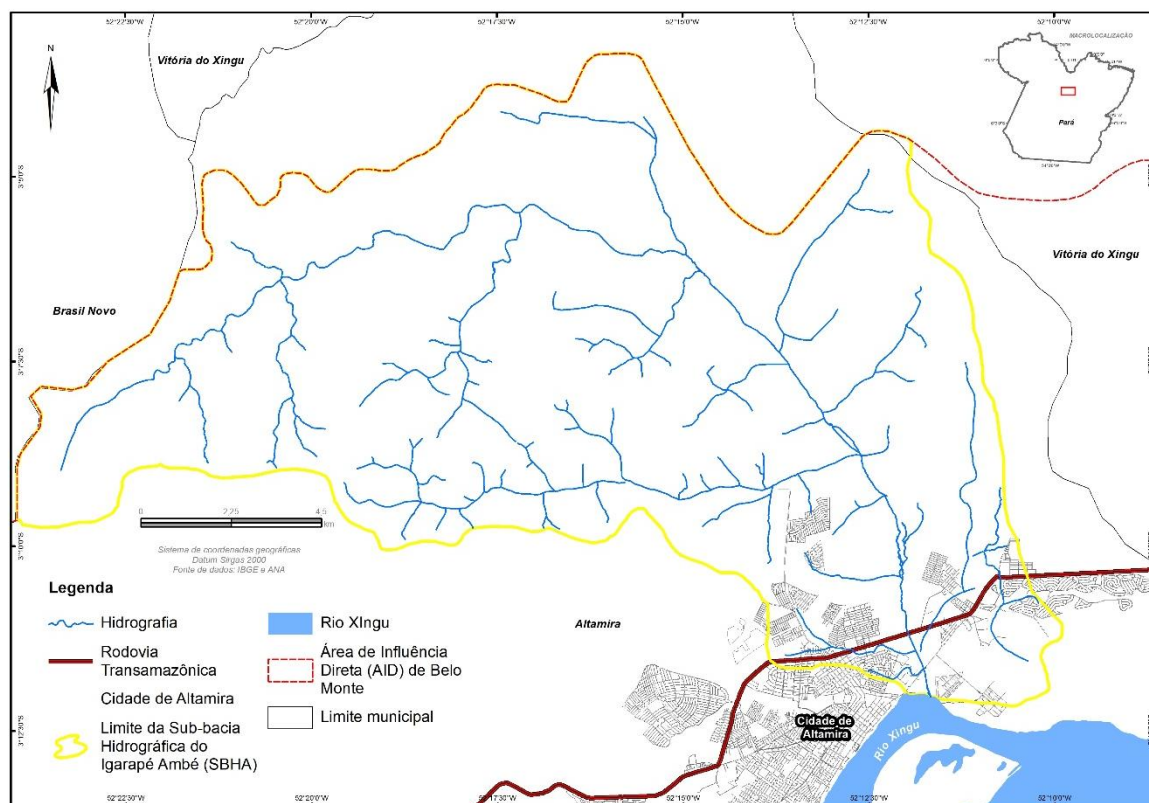 52°22'30"W 52°20'0"W 52°17'30"W 52°15'0"W 52°12'30"W 52°10'0"W
N
Vitória do Xingu
MACROLOCALIZAÇÃO
Pará
Vitória do Xingu
Brasil Novo
0 2,25 4,5
km
Sistema de coordenadas geográficas
Datum Sirgas 2000
Fonte de dados: IBGE e ANA
Legenda
Hidrografia
Rodovia
Transamazônica
Cidade de Altamira
Limite da Sub-bacia
Hidrográfica do
Igarapé Ambé (SBHA)
Rio XIngu
Área de Influência
Direta (AID) de Belo
Monte
Limite municipal
Altamira
Cidade de
Altamira
Rio Xingu
52°22'30"W 52°20'0"W 52°17'30"W 52°15'0"W 52°12'30"W 52°10'0"W